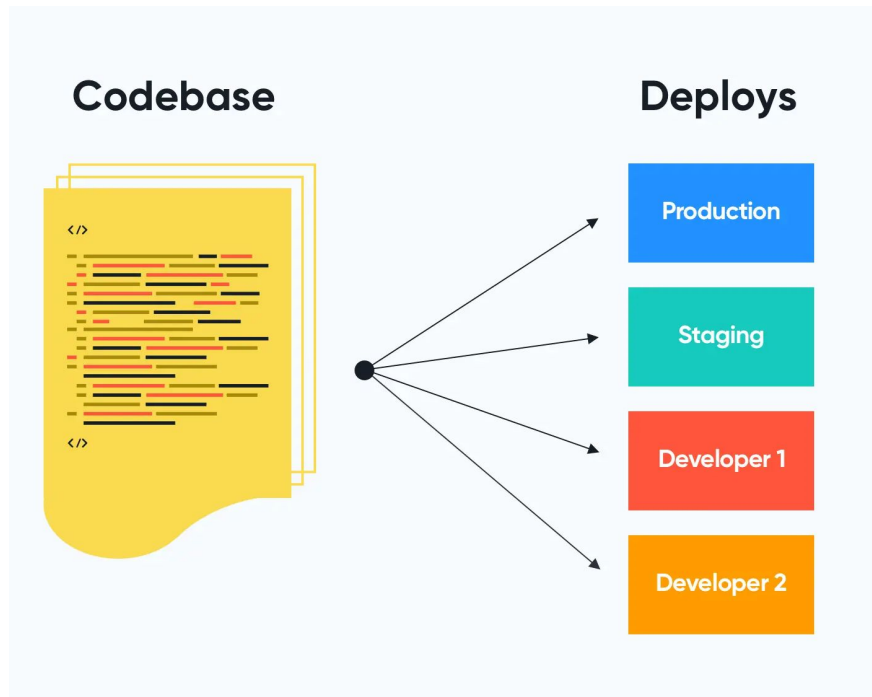 Codebase
Deploys
</>
</>
Production
Staging
Developer 1
Developer 2